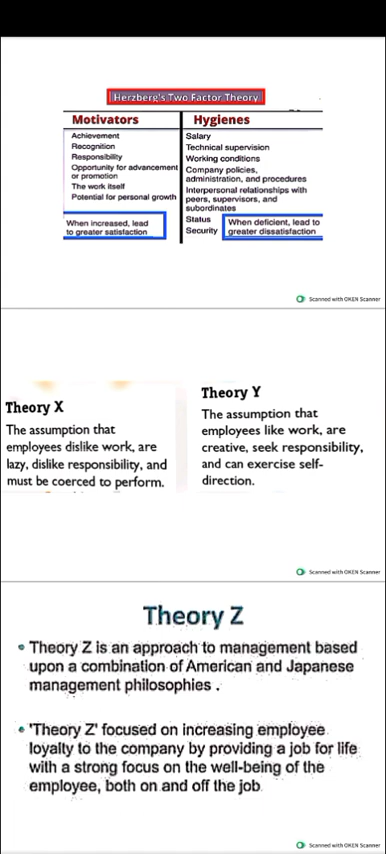 Herzberg's Two Factor Theory
Motivators
Achievement
Recognition
Responsibility
Opportunity for advancement
or promotion
The work itself
Potential for personal growth
When increased, lead
to greater satisfaction
Hygienes
Salary
Technical supervision
Working conditions
Company policies,
administration, and procedures
Interpersonal relationships with
peers, supervisors, and
subordinates
Status
Security
When deficient, lead to
greater dissatisfaction
Scanned with OKEN Scanner
Theory X
The assumption that
employees dislike work, are
lazy, dislike responsibility, and
must be coerced to perform.
Theory Y
The assumption that
employees like work, are
creative, seek responsibility,
and can exercise self-
direction.
Scanned with OKEN Scanner
Theory Z
• Theory Z is an approach to management based
upon a combination of American and Japanese
management philosophies .
• 'Theory Z' focused on increasing employee
loyalty to the company by providing a job for life
with a strong focus on the well-being of the
employee, both on and off the job
Scanned with OKEN Scanner